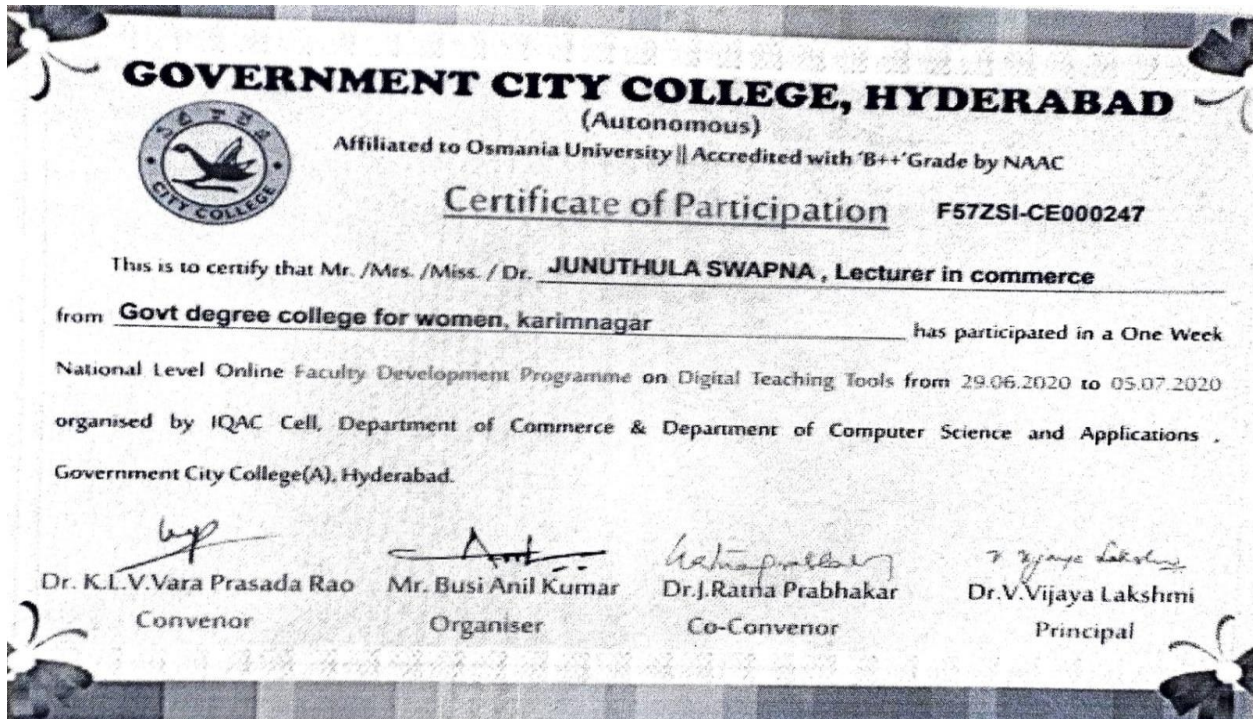 GOVERNMENT CITY COLLEGE, HYDERABAD
(Autonomous)
Affiliated to Osmania University || Accredited with 'B++'Grade by NAAC
CITY COLLEGE
Certificate of Participation F57ZSI-CE000247
This is to certify that Mr. /Mrs. /Miss. / Dr. JUNUTHULA SWAPNA , Lecturer in commerce
from Govt degree college for women, karimnagar has participated in a One Week
National Level Online Faculty Development Programme on Digital Teaching Tools from 29.06.2020 to 05.07.2020
organised by IQAC Cell, Department of Commerce & Department of Computer Science and Applications ,
Government City College(A), Hyderabad.
V Vijaya Lakshmi
Dr. K.L.V.Vara Prasada Rao Mr. Busi Anil Kumar Dr.J.Ratna Prabhakar Dr.V.Vijaya Lakshmi
Convenor Organiser Co-Convenor Principal